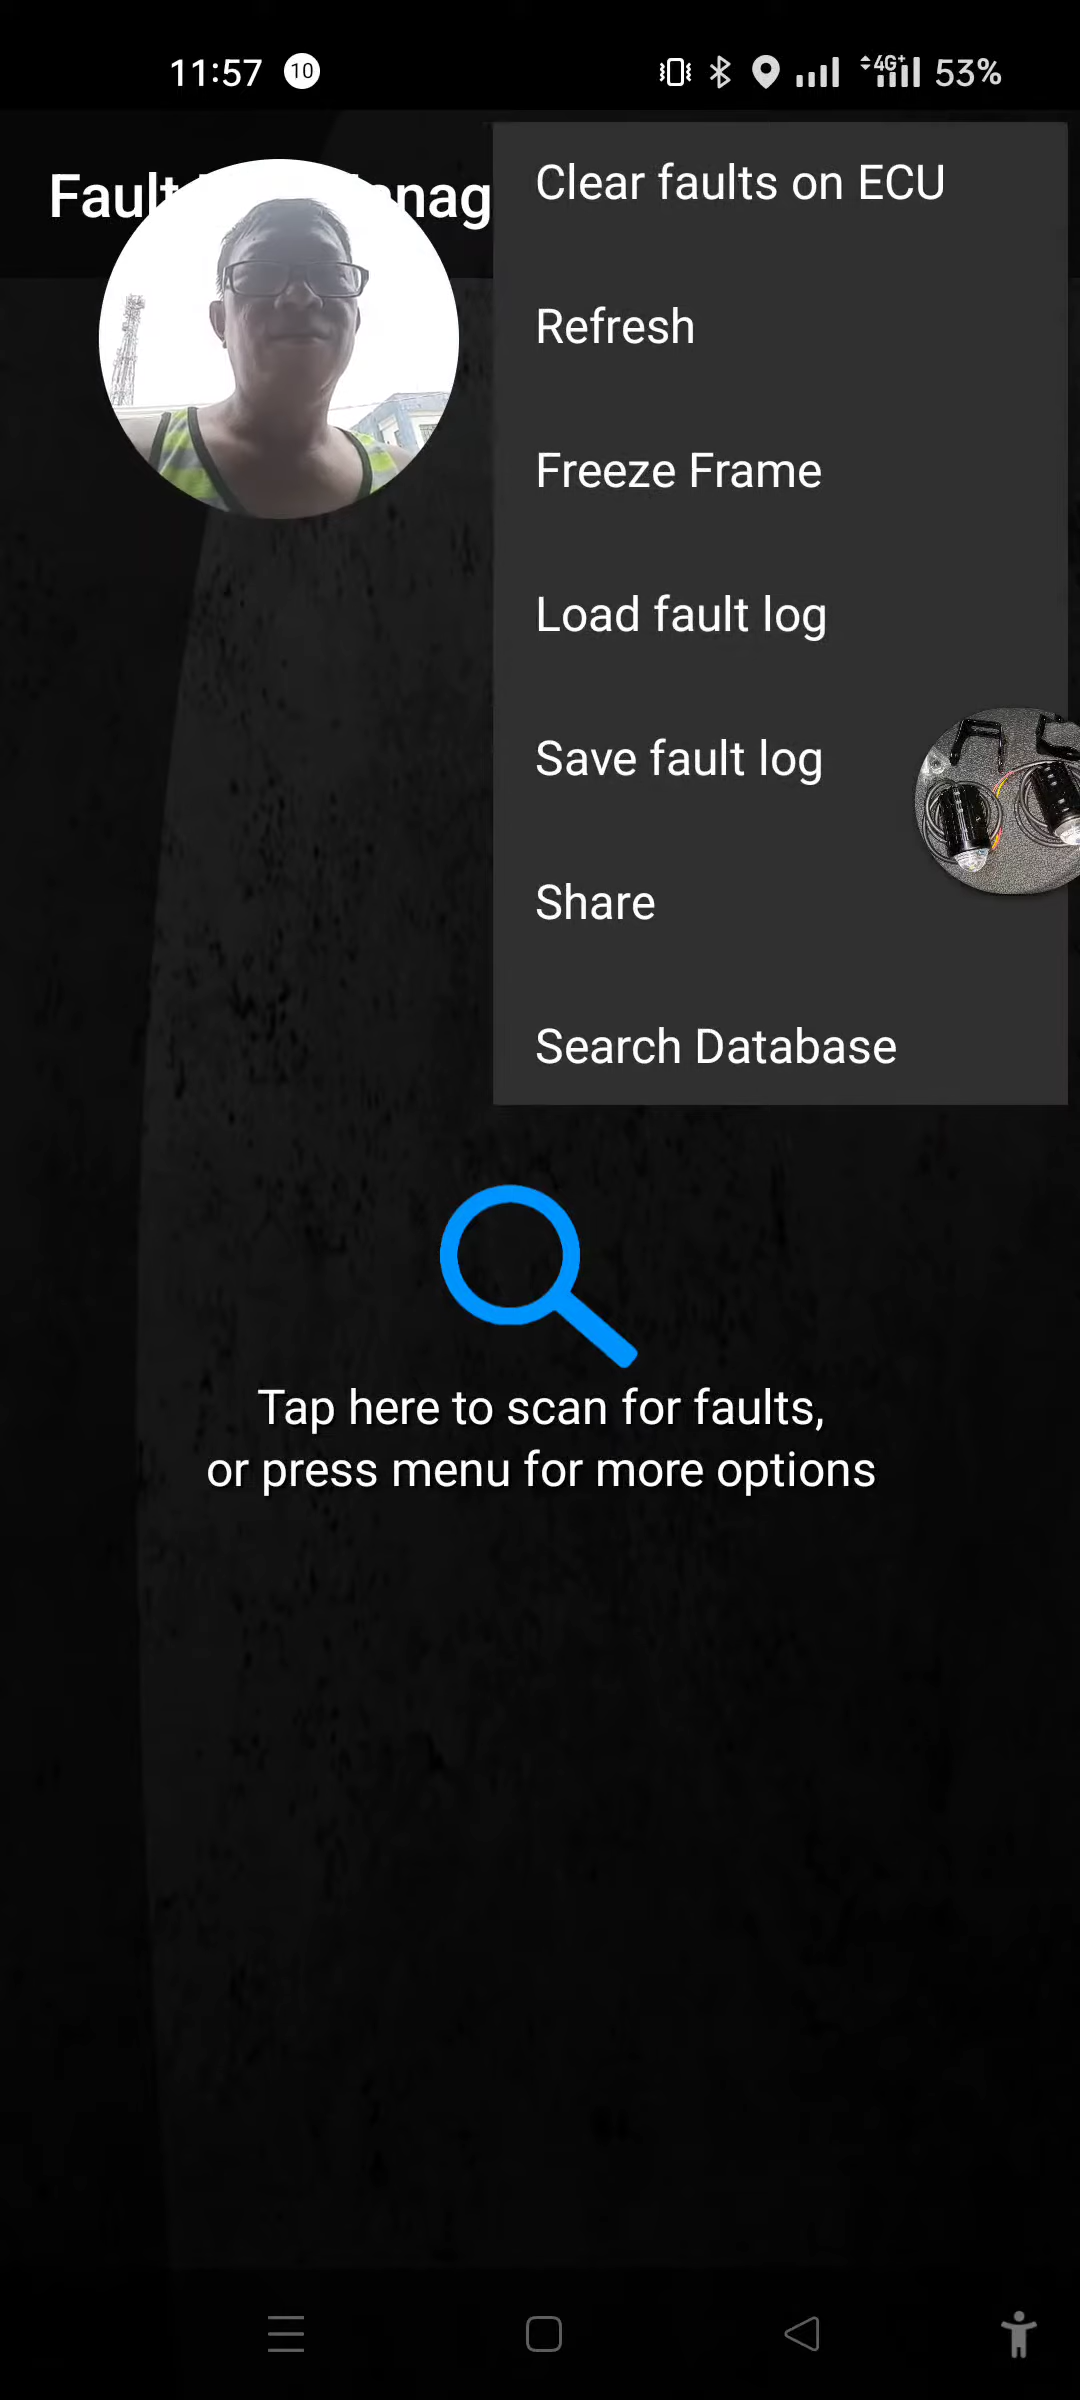 11:57 10 4G+ 53%
Fault
Clear faults on ECU
Refresh
Freeze Frame
Load fault log
Save fault log
Share
Search Database
Tap here to scan for faults,
or press menu for more options